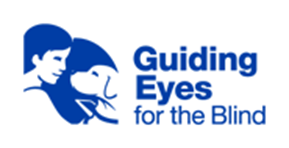 Guiding
Eyes
for the Blind